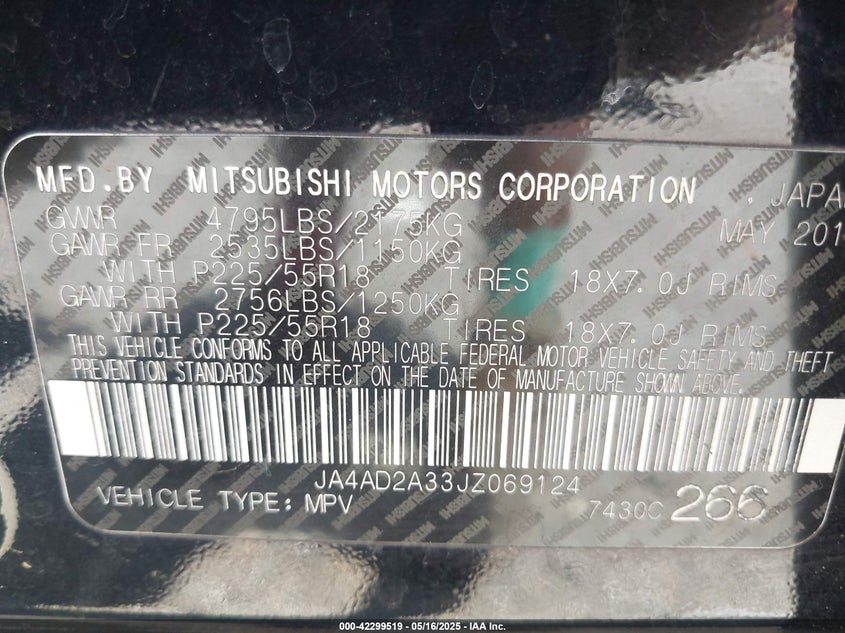 MFD.BY MITSUBISHI MOTORS CORPORATION , JAPA
GVWR 4795LBS/2175KG MAY 201
GAWR FR 2535LBS/1150KG
WITH P225/55R18 TIRES 18X7.0J RIMS
GAWR RR 2756LBS/1250KG
WITH P225/55R18 TIRES 18X7.0J RIMS
THIS VEHICLE CONFORMS TO ALL APPLICABLE FEDERAL MOTOR VEHICLE SAFETY AND THEFT
PREVENTION STANDARDS IN EFFECT ON THE DATE OF MANUFACTURE SHOWN ABOVE.
JA4AD2A33JZ069124
VEHICLE TYPE: MPV 7430C 266
000-42299519 - 05/16/2025 - IAA Inc.